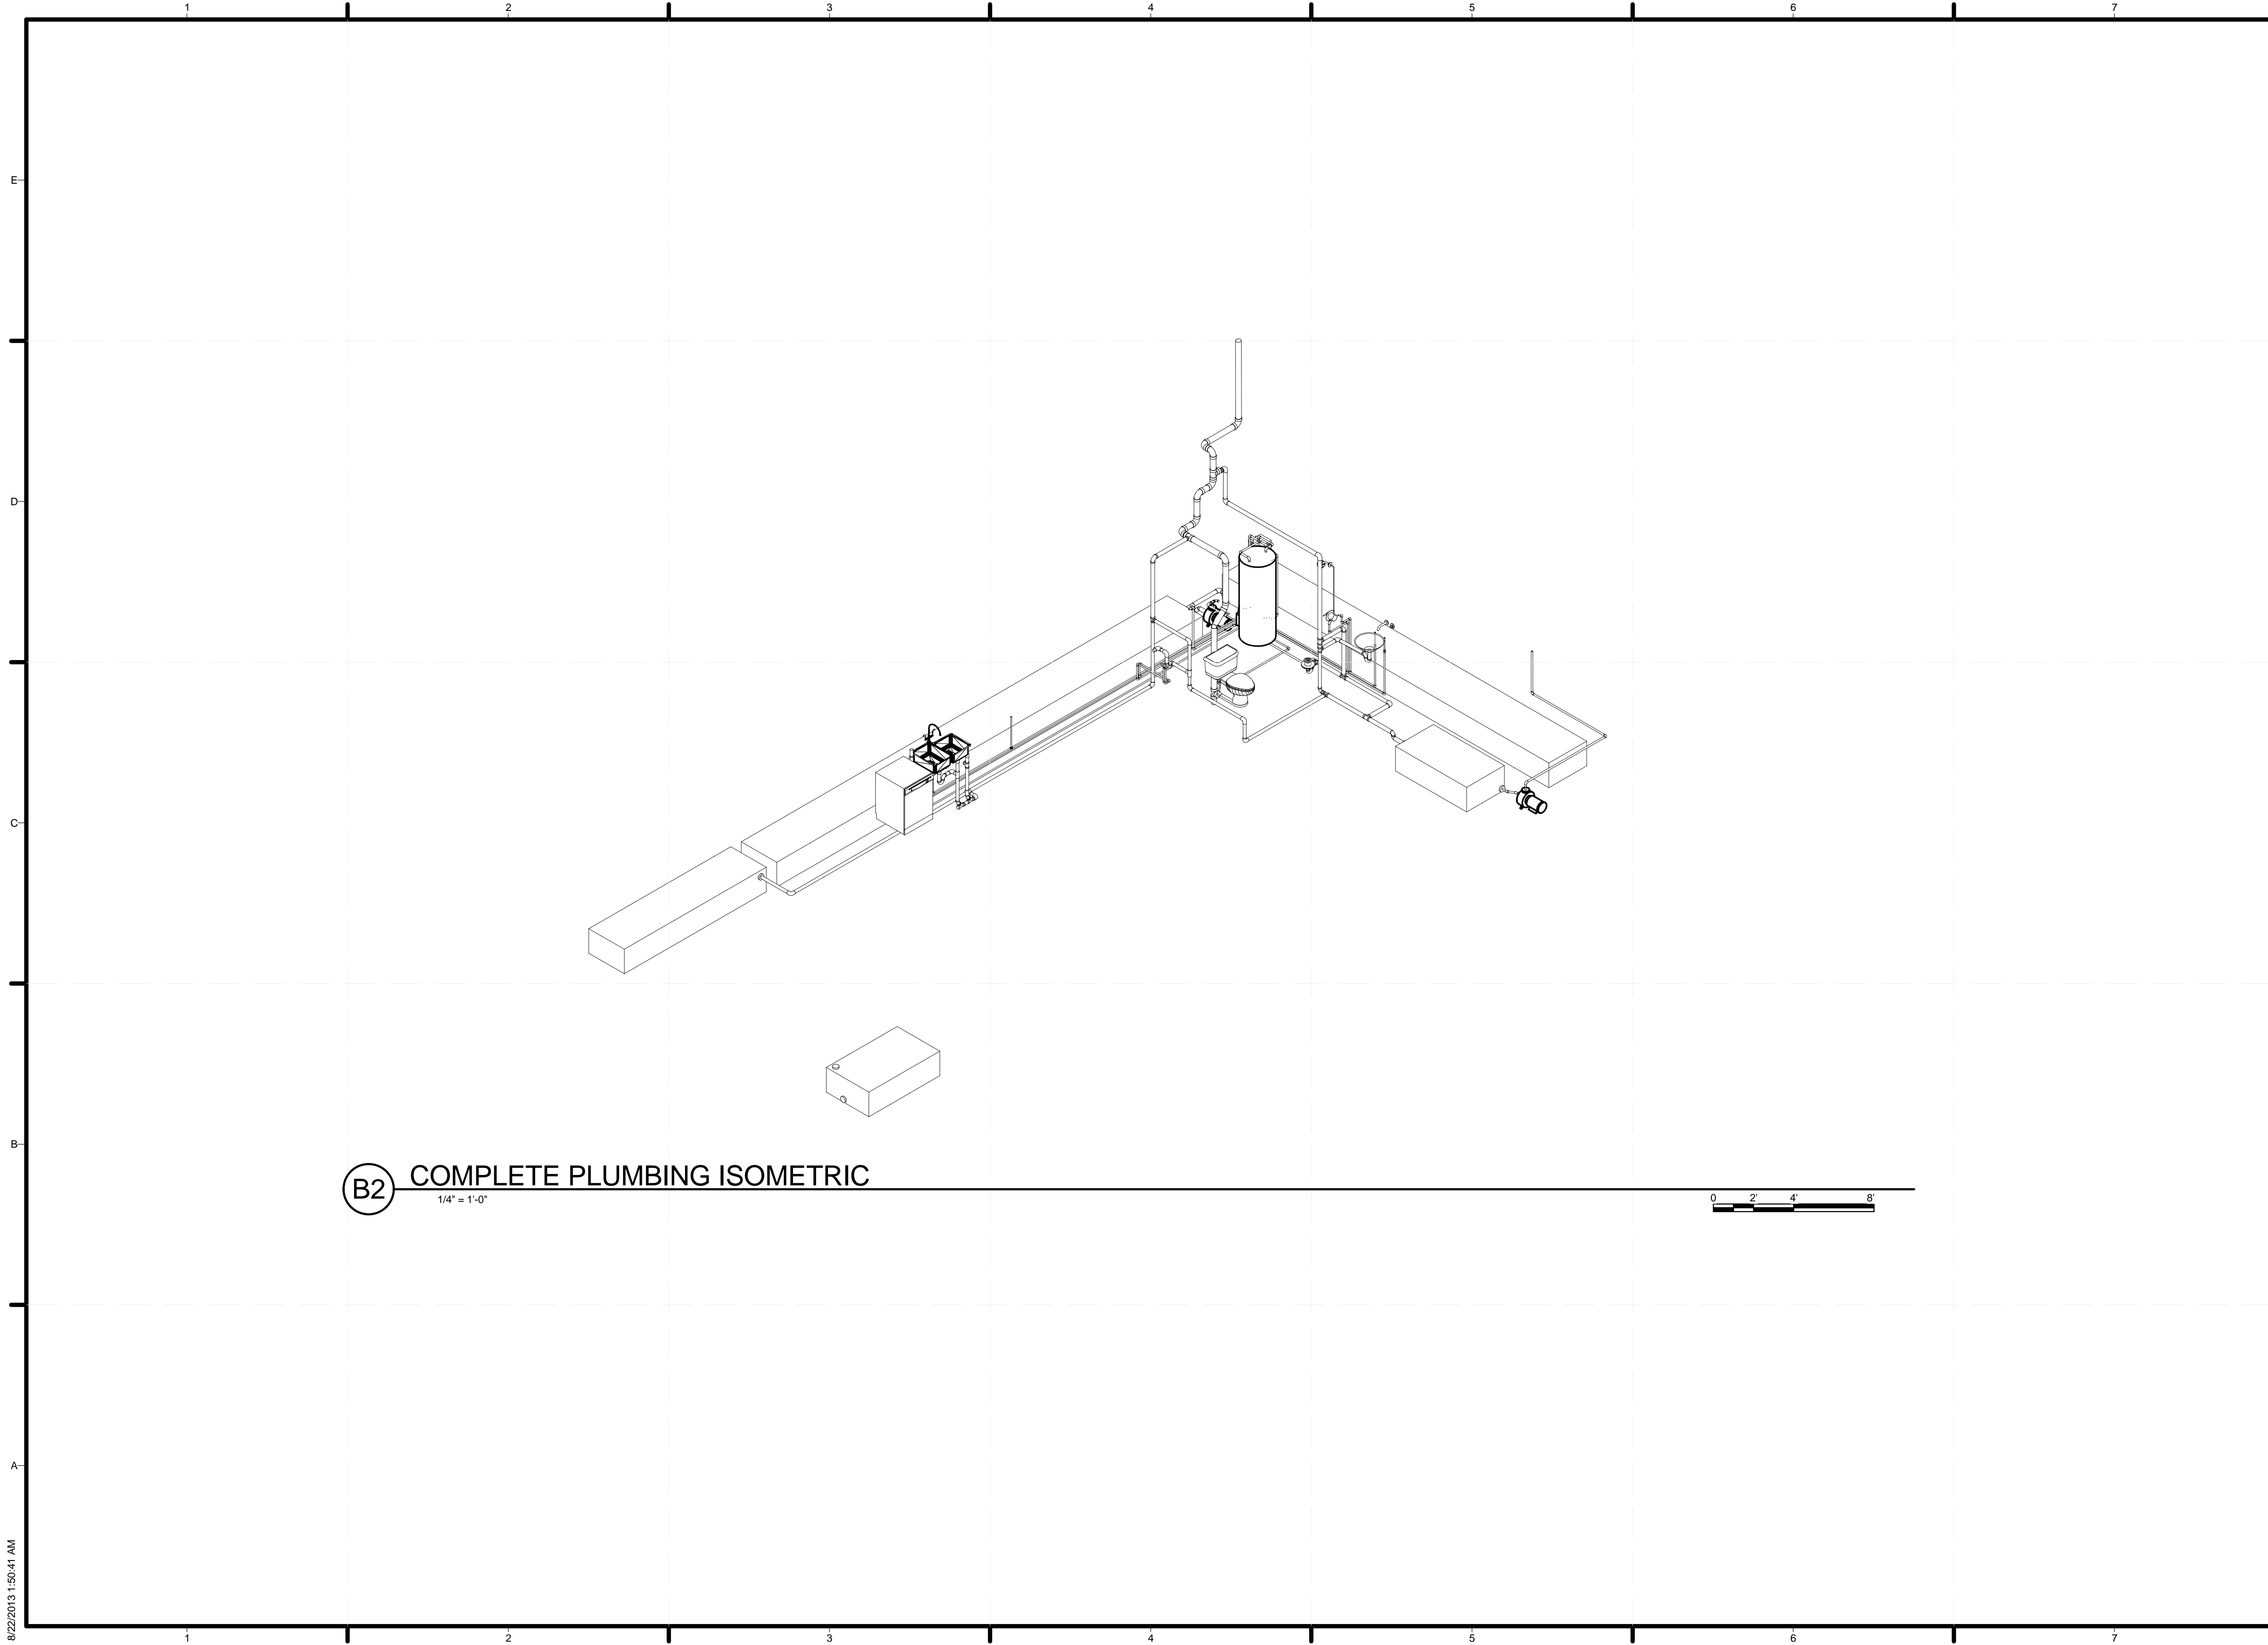 1 2 3 4 5 6 7
E
D
C
B
A
B2 COMPLETE PLUMBING ISOMETRIC
1/4" = 1'-0"
0 2' 4' 8'
8/22/2013 1:50:41 AM
1 2 3 4 5 6 7